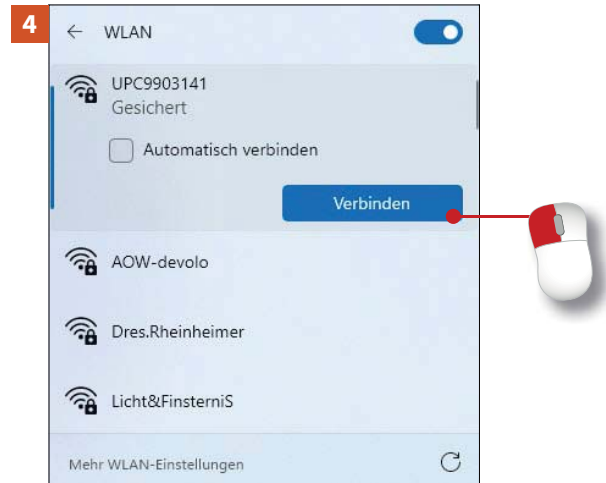 4
WLAN
UPC9903141
Gesichert
Automatisch verbinden
Verbinden
AOW-devolo
Dres.Rheinheimer
Licht&FinsterniS
Mehr WLAN-Einstellungen